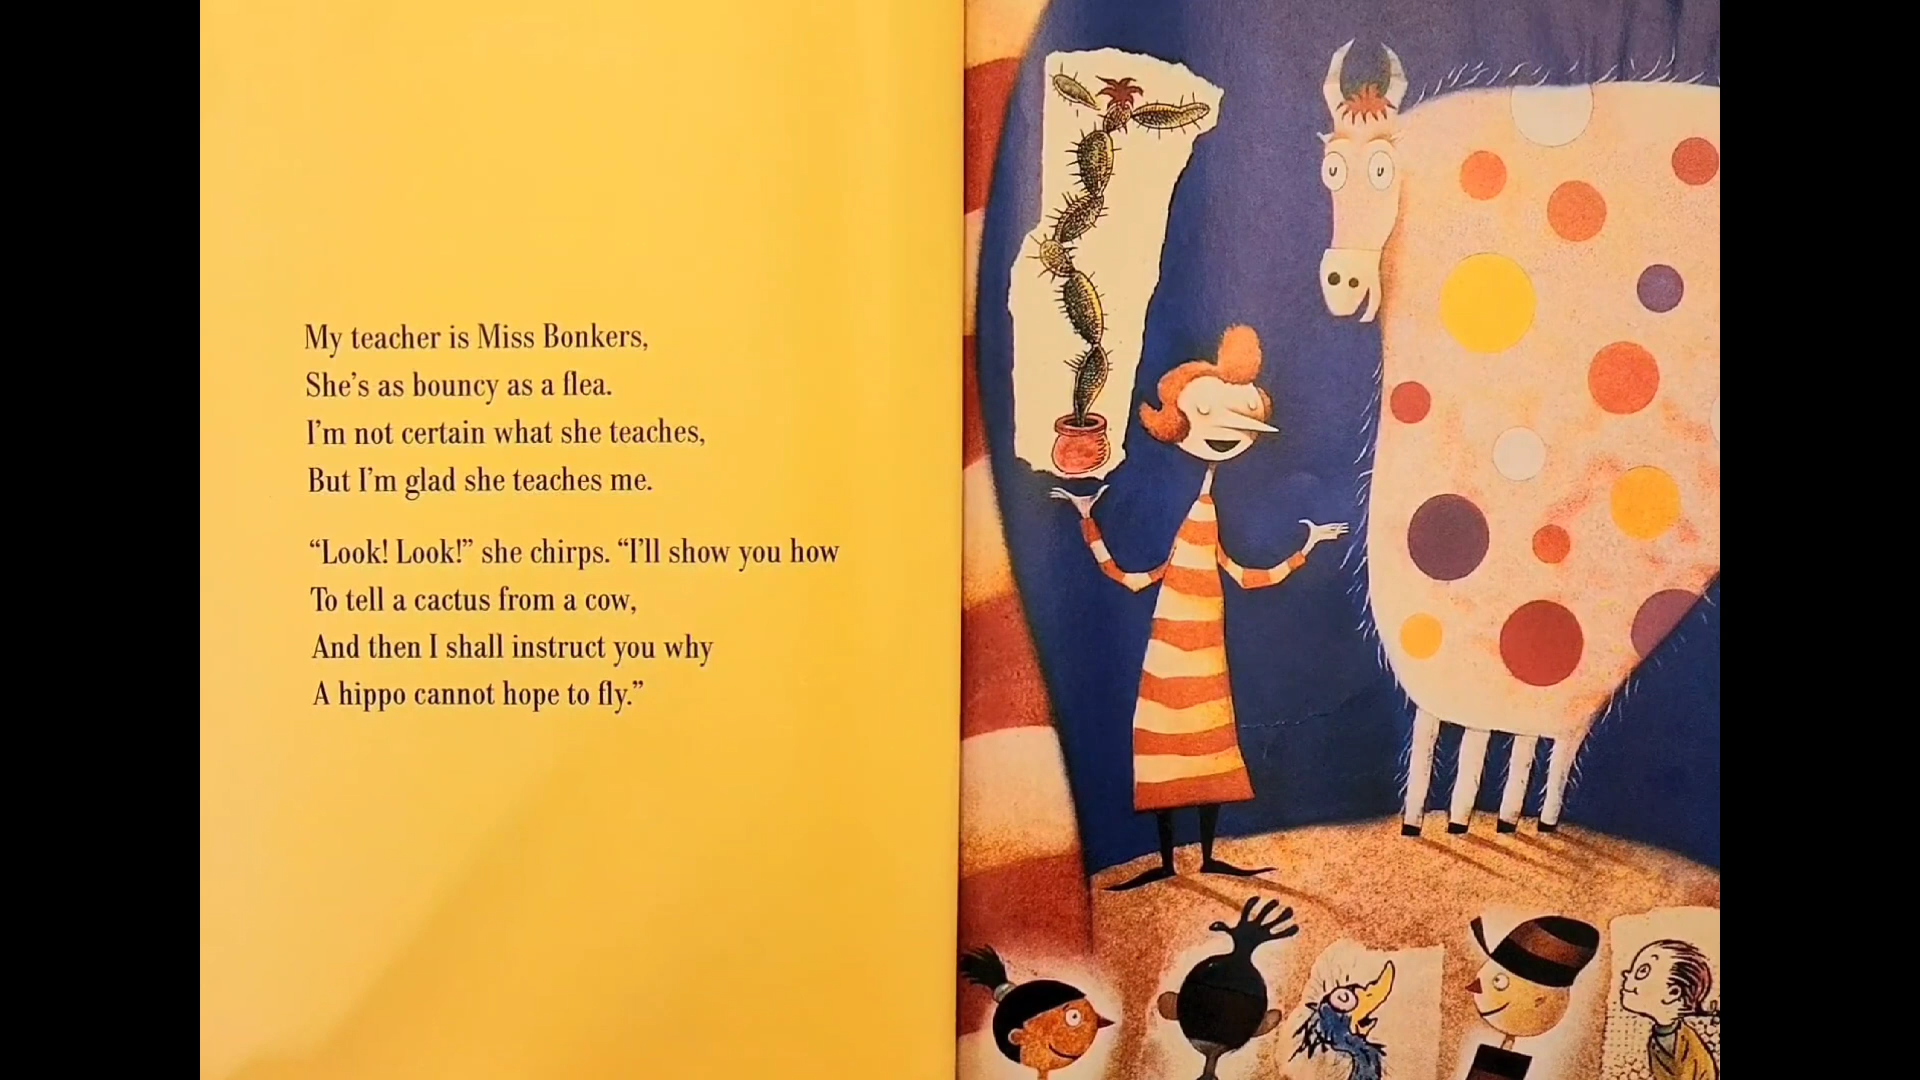 My teacher is Miss Bonkers,
She's as bouncy as a flea.
I'm not certain what she teaches,
But I'm glad she teaches me.
“Look! Look!” she chirps. “I'll show you how
To tell a cactus from a cow,
And then I shall instruct you why
A hippo cannot hope to fly.”